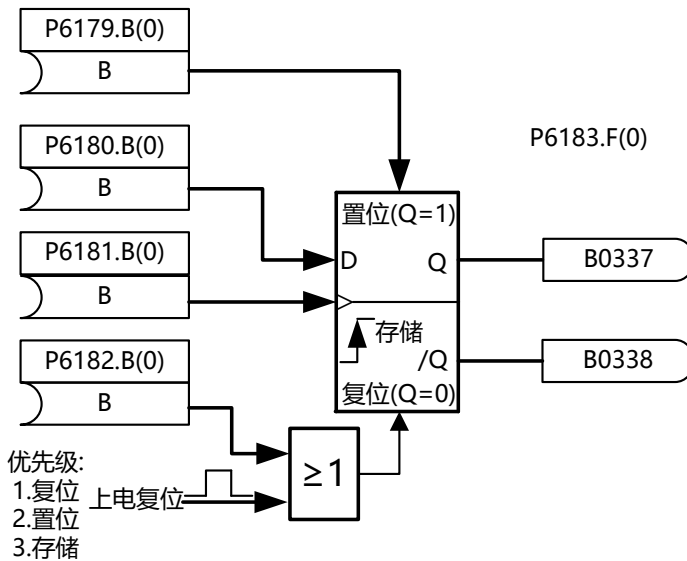 P6179.B(0)
B
P6180.B(0)
B
P6183.F(0)
置位(Q=1)
P6181.B(0)
B
D
Q
B0337
存储
/Q
B0338
复位(Q=0)
P6182.B(0)
B
≥1
优先级:
1.复位
2.置位
3.存储
上电复位